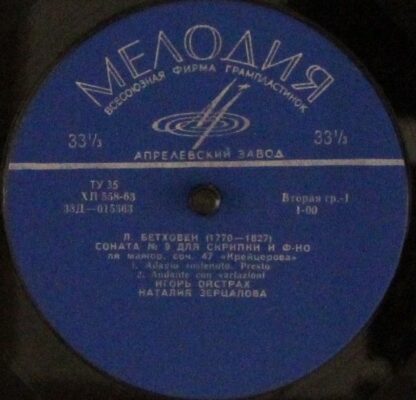 МЕЛОДИЯ
ВСЕСОЮЗНАЯ ФИРМА ГРАМПЛАСТИНОК
33⅓ 33⅓
АПРЕЛЕВСКИЙ ЗАВОД
ТУ 35
ХП 558-63
33Д—015363
Вторая гр.-1
1-00
Л. БЕТХОВЕН (1770—1827)
СОНАТА № 9 ДЛЯ СКРИПКИ И Ф-НО
ля мажор, соч. 47 «Крейцерова»
1. Adagio sostenuto. Presto
2. Andante con variazioni
ИГОРЬ ОЙСТРАХ
НАТАЛИЯ ЗЕРЦАЛОВА